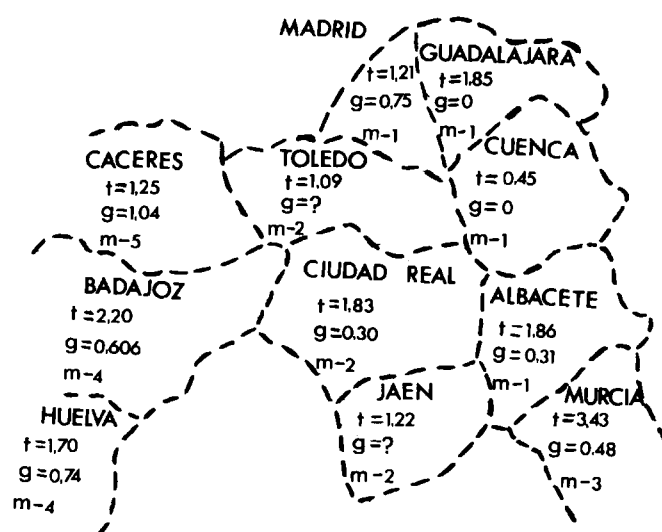 MADRID
t=1,21
g=0,75
m-1
GUADALAJARA
t=1.85
g=0
m-1
CACERES
t=1,25
g=1,04
m-5
TOLEDO
t=1.09
g=?
m-2
CUENCA
t=0.45
g=0
m-1
BADAJOZ
t=2,20
g=0.606
m-4
CIUDAD REAL
t=1,83
g=0.30
m-2
ALBACETE
t=1.86
g=0,31
m-1
HUELVA
t=1,70
g=0,74
m-4
JAEN
t=1.22
g=?
m-2
MURCIA
t=3,43
g=0.48
m-3